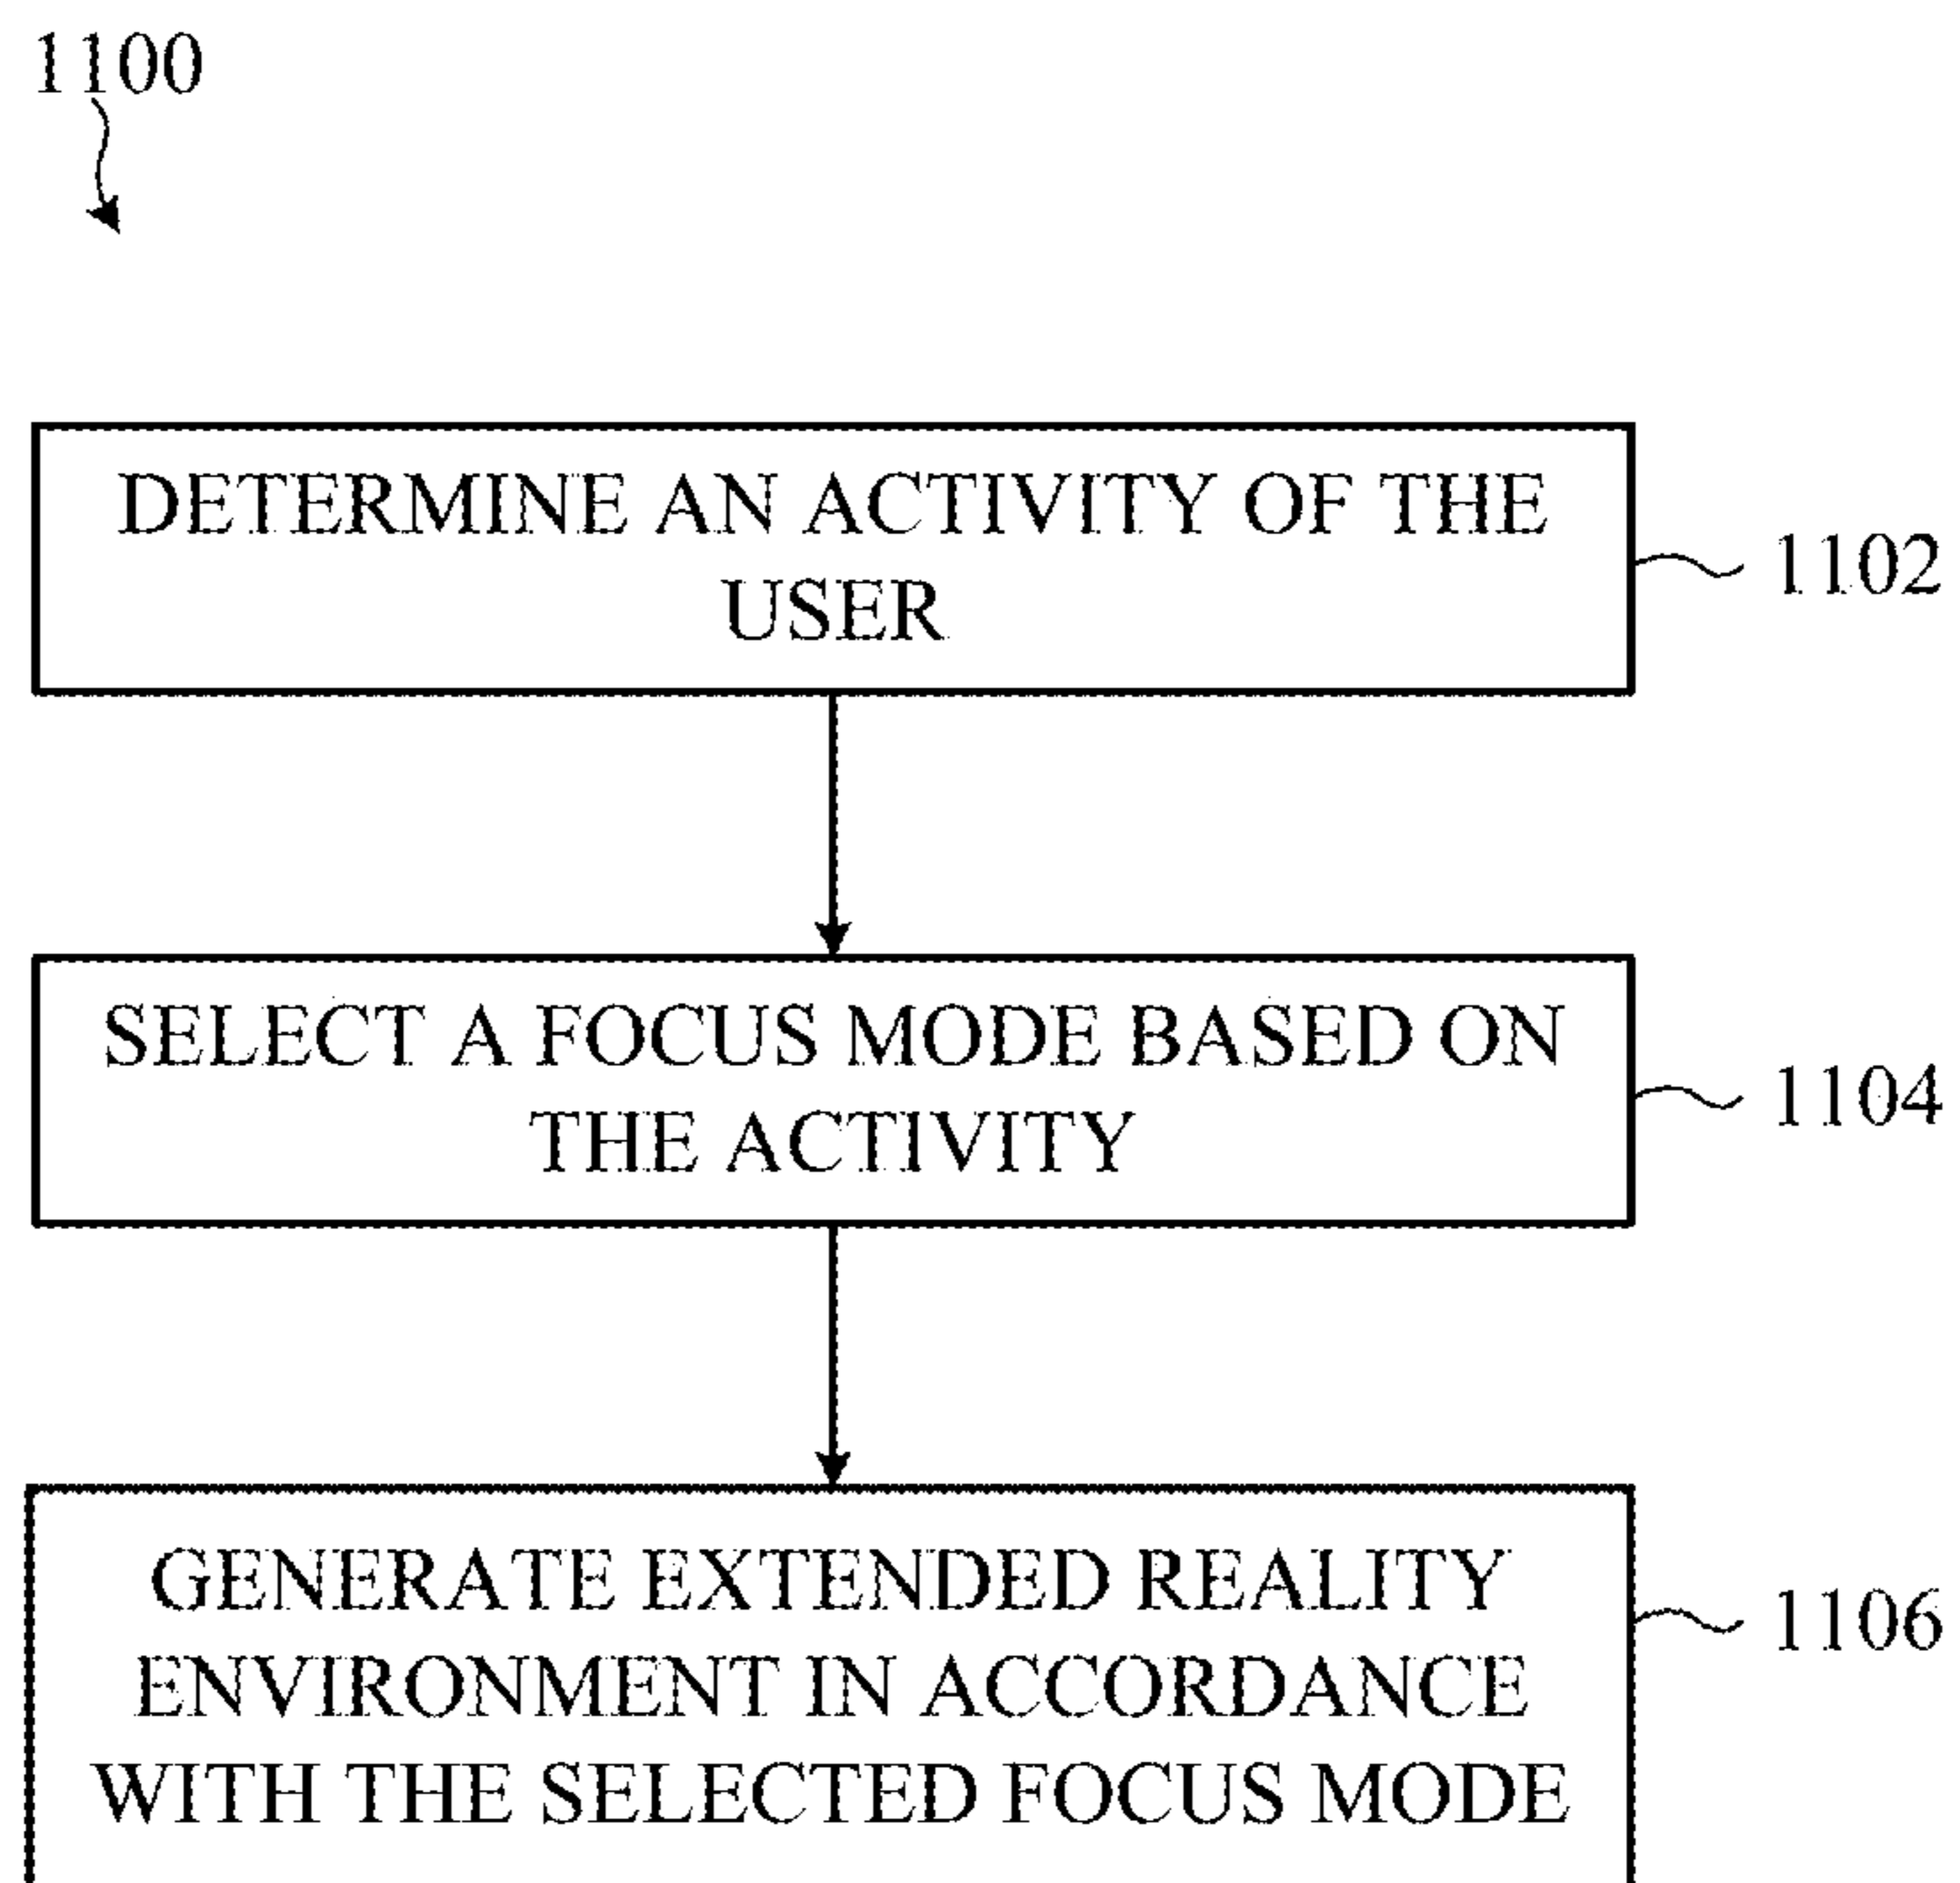 1100
DETERMINE AN ACTIVITY OF THE
USER
1102
SELECT A FOCUS MODE BASED ON
THE ACTIVITY
1104
GENERATE EXTENDED REALITY
ENVIRONMENT IN ACCORDANCE
WITH THE SELECTED FOCUS MODE
1106